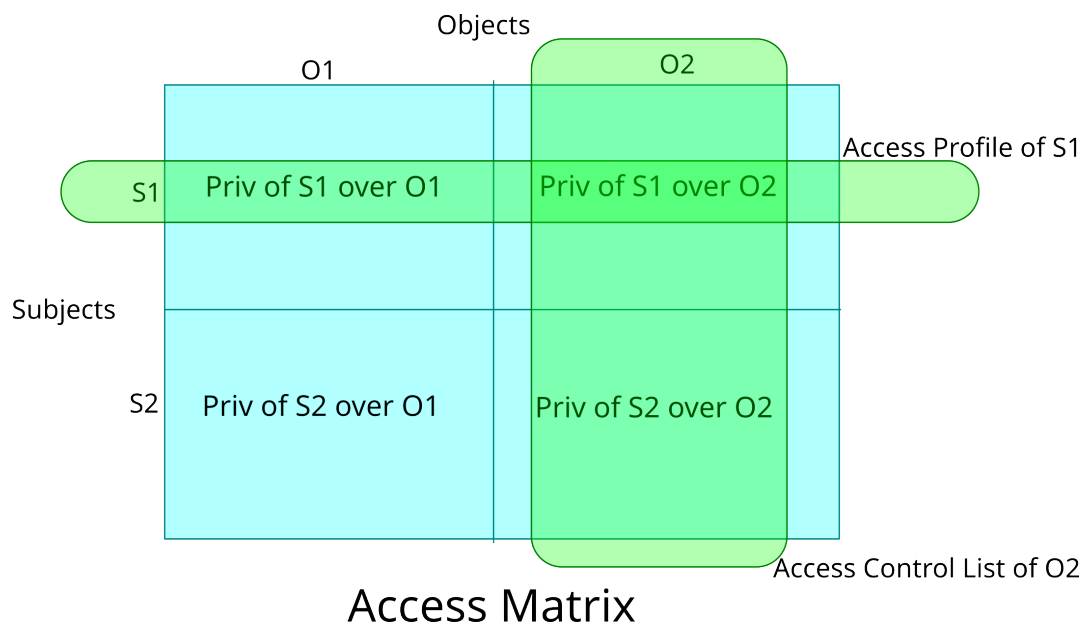 Objects
O1
O2
Access Profile of S1
S1
Priv of S1 over O1
Priv of S1 over O2
Subjects
S2
Priv of S2 over O1
Priv of S2 over O2
Access Control List of O2
Access Matrix